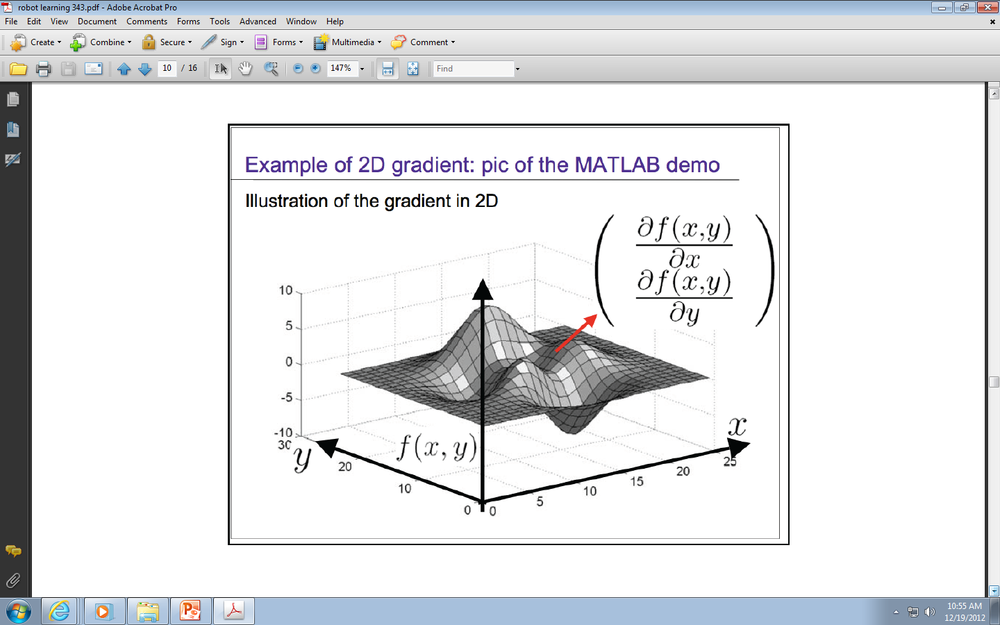 robot learning 343.pdf - Adobe Acrobat Pro
File Edit View Document Comments Forms Tools Advanced Window Help
Create Combine Secure Sign Forms Multimedia Comment
10 / 16 147% Find
Example of 2D gradient: pic of the MATLAB demo
Illustration of the gradient in 2D
∂f(x,y)
∂x
∂f(x,y)
∂y
10
5
0
-5
-10
30
20
10
0
0
5
10
15
20
25
y
f(x, y)
x
10:55 AM
12/19/2012